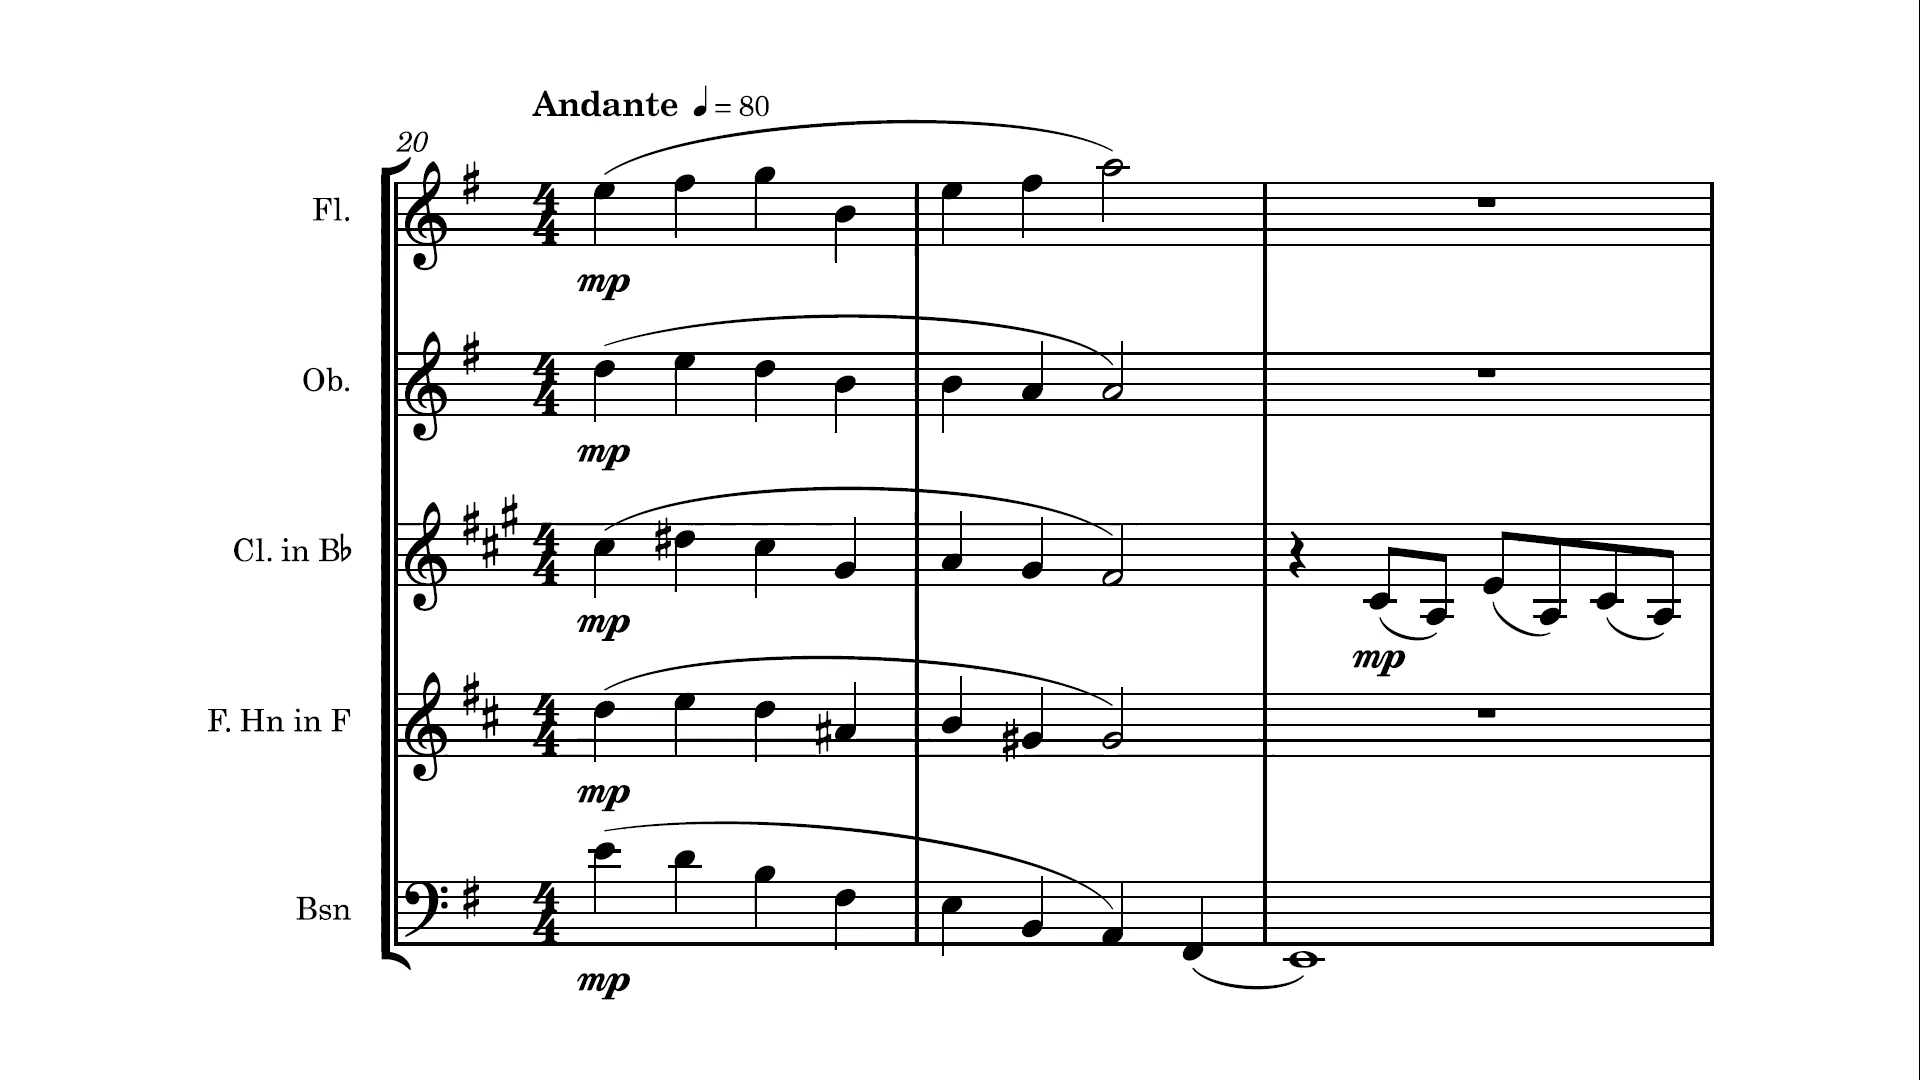 Andante ♩= 80
20
Fl.
mp
Ob.
mp
Cl. in B♭
mp
mp
F. Hn in F
mp
Bsn
mp